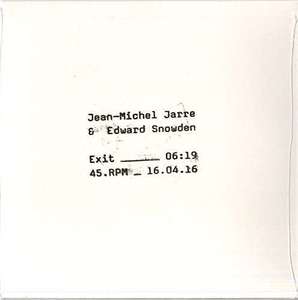 Jean-Michel Jarre
& Edward Snowden
Exit ______ 06:19
45.RPM _ 16.04.16